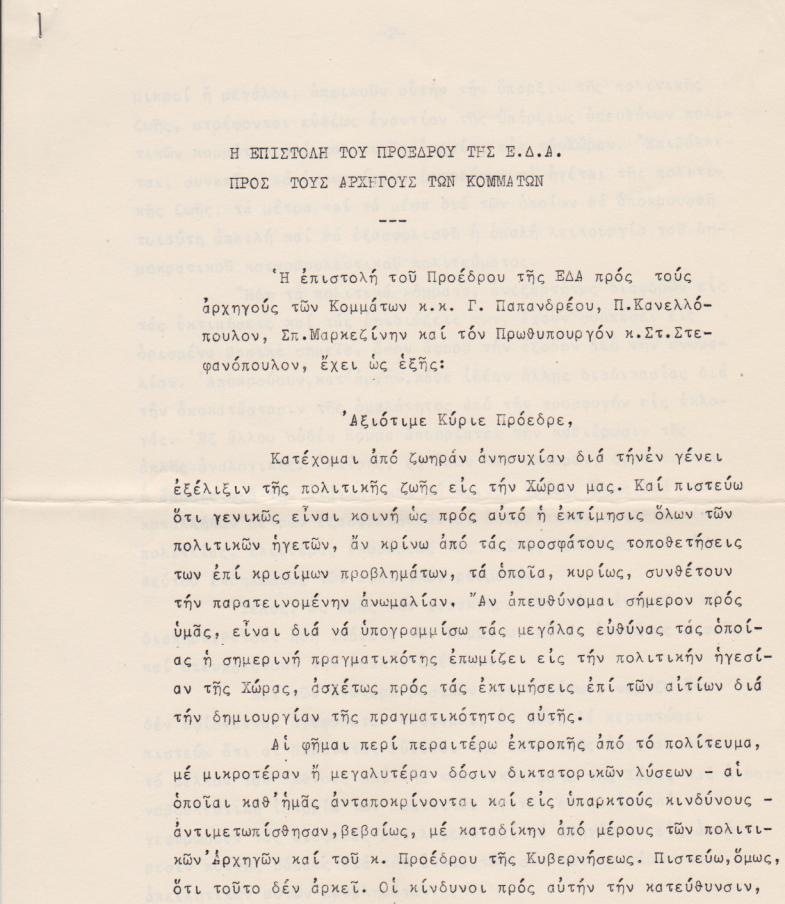 Η ΕΠΙΣΤΟΛΗ ΤΟΥ ΠΡΟΕΔΡΟΥ ΤΗΣ Ε.Δ.Α.
ΠΡΟΣ ΤΟΥΣ ΑΡΧΗΓΟΥΣ ΤΩΝ ΚΟΜΜΑΤΩΝ
---
Ἡ ἐπιστολή τοῦ Προέδρου τῆς ΕΔΑ πρός τούς
ἀρχηγούς τῶν Κομμάτων κ.κ. Γ. Παπανδρέου, Π.Κανελλό-
πουλον, Σπ.Μαρκεζίνην καί τόν Πρωθυπουργόν κ.Στ.Στε-
φανόπουλον, ἔχει ὡς ἑξῆς:
Ἀξιότιμε Κύριε Πρόεδρε,
Κατέχομαι ἀπό ζωηράν ἀνησυχίαν διά τήνἐν γένει
ἐξέλιξιν τῆς πολιτικῆς ζωῆς εἰς τήν Χώραν μας. Καί πιστεύω
ὅτι γενικῶς εἶναι κοινή ὡς πρός αὐτό ἡ ἐκτίμησις ὅλων τῶν
πολιτικῶν ἡγετῶν, ἄν κρίνω ἀπό τάς προσφάτους τοποθετήσεις
των ἐπί κρισίμων προβλημάτων, τά ὁποῖα, κυρίως, συνθέτουν
τήν παρατεινομένην ἀνωμαλίαν. Ἄν ἀπευθύνομαι σήμερον πρός
ὑμᾶς, εἶναι διά νά ὑπογραμμίσω τάς μεγάλας εὐθύνας τάς ὁποί-
ας ἡ σημερινή πραγματικότης ἐπωμίζει εἰς τήν πολιτικήν ἡγεσί-
αν τῆς Χώρας, ἀσχέτως πρός τάς ἐκτιμήσεις ἐπί τῶν αἰτίων διά
τήν δημιουργίαν τῆς πραγματικότητος αὐτῆς.
Αἱ φῆμαι περί περαιτέρω ἐκτροπῆς ἀπό τό πολίτευμα,
μέ μικροτέραν ἤ μεγαλυτέραν δόσιν δικτατορικῶν λύσεων - αἱ
ὁποῖαι καθ'ἡμᾶς ἀνταποκρίνονται καί εἰς ὑπαρκτούς κινδύνους -
ἀντιμετωπίσθησαν,βεβαίως, μέ καταδίκην ἀπό μέρους τῶν πολιτι-
κῶν Ἀρχηγῶν καί τοῦ κ. Προέδρου τῆς Κυβερνήσεως. Πιστεύω,ὅμως,
ὅτι τοῦτο δέν ἀρκεῖ. Οἱ κίνδυνοι πρός αὐτήν τήν κατεύθυνσιν,